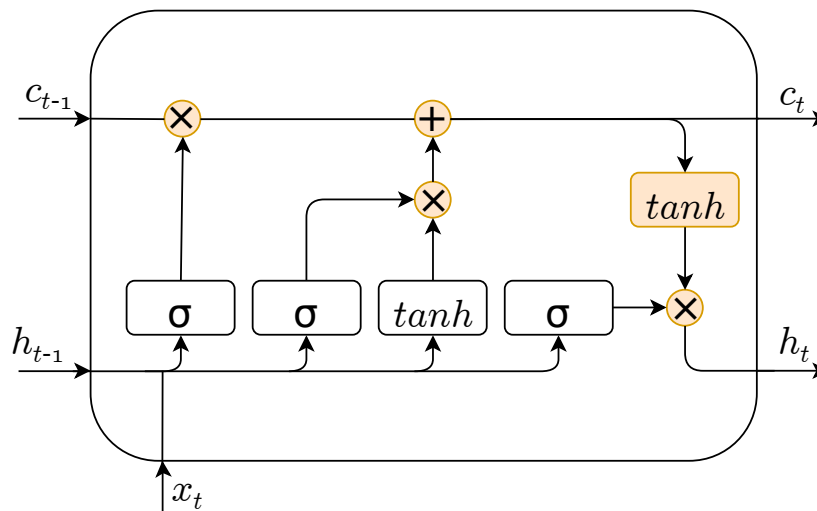 c_{t-1} × + c_t
×
tanh
σ σ tanh σ ×
h_{t-1} h_t
x_t